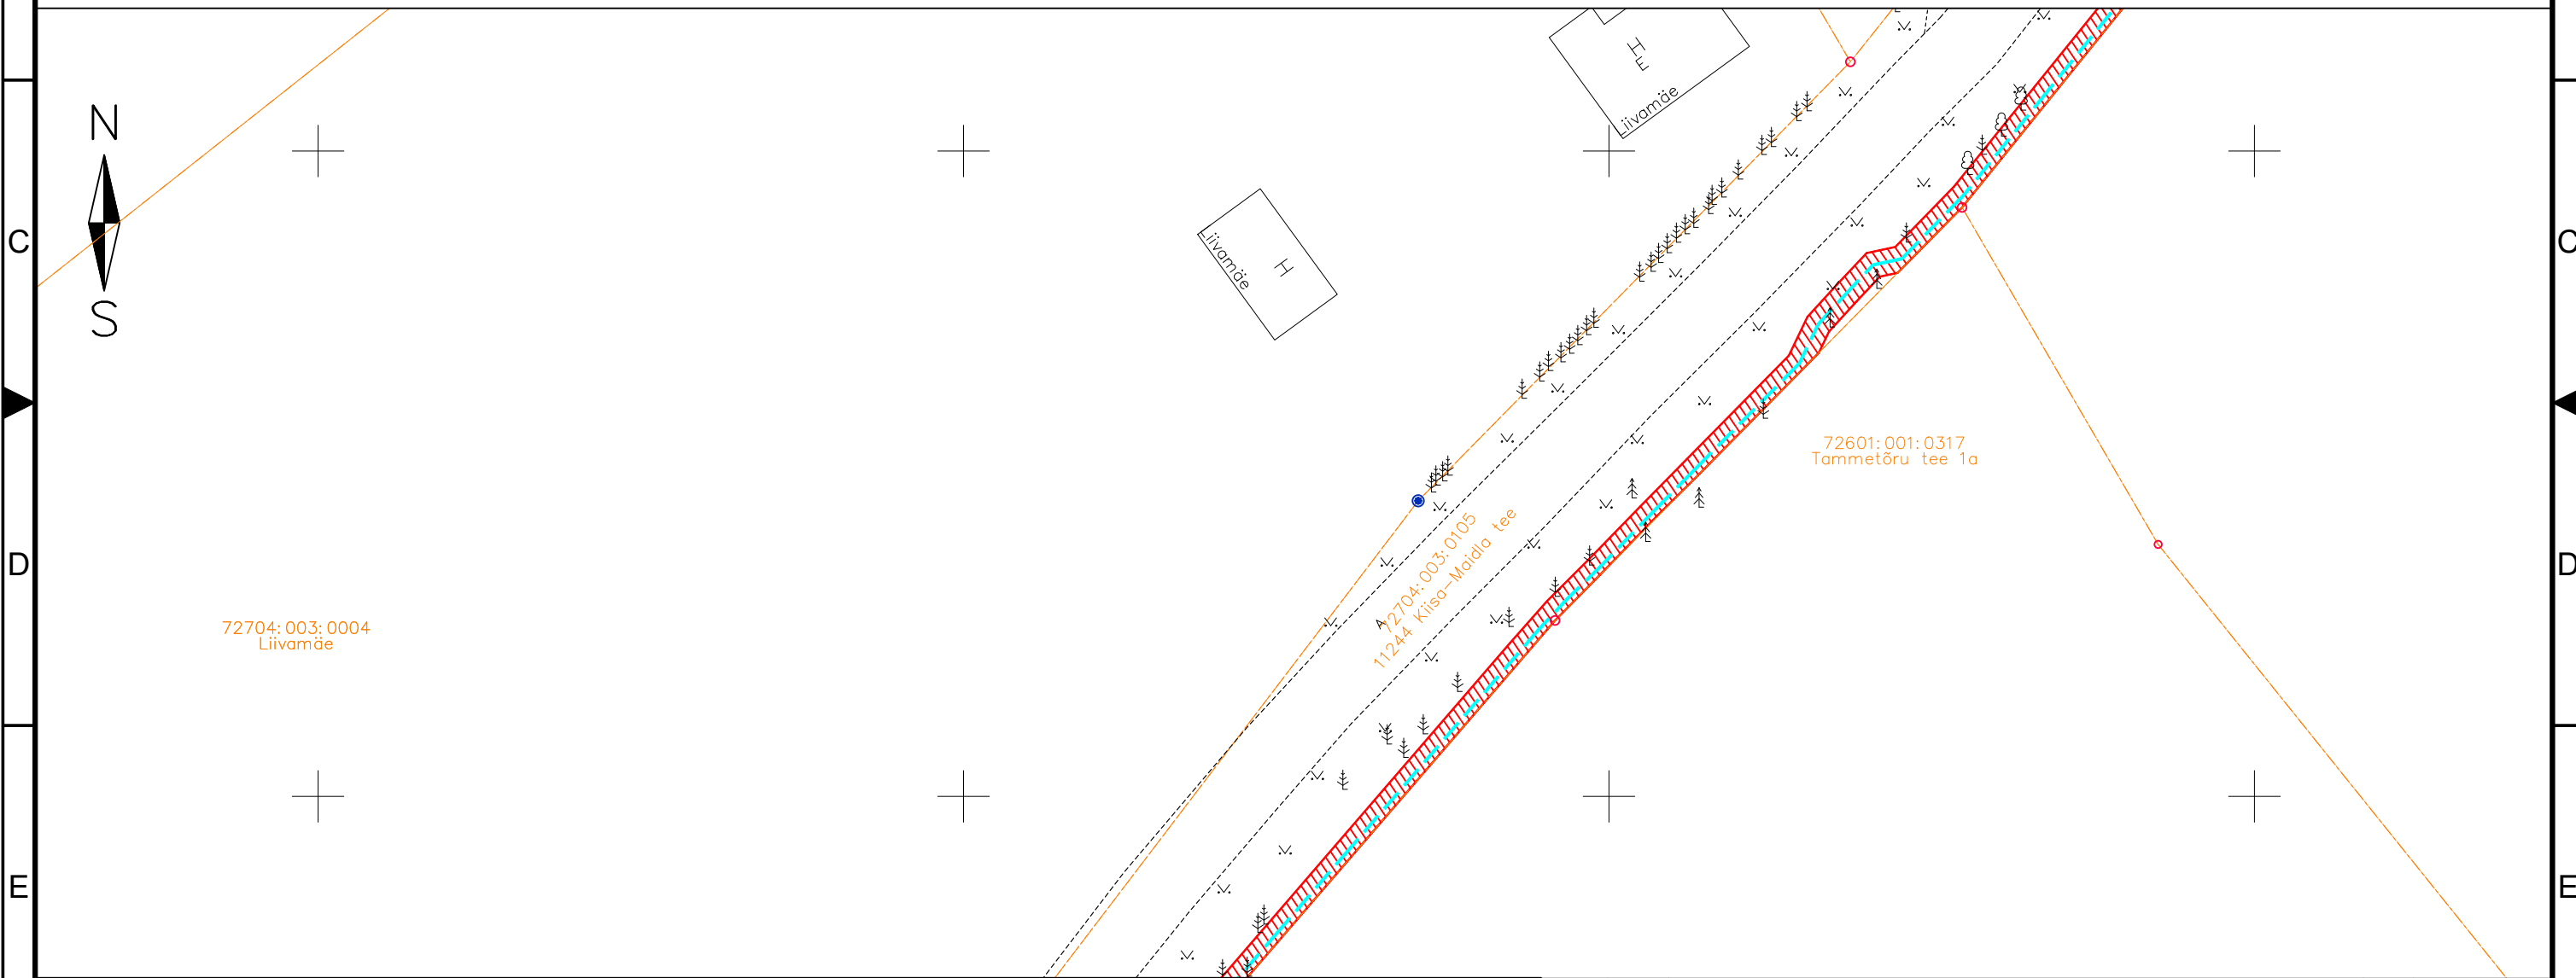 N
S
C
C
D
D
E
E
H
E
Liivamäe
H
Liivamäe
72601:001:0317
Tammetõru tee 1a
A
72704:003:0105
11244 Kiisa-Maidla tee
72704:003:0004
Liivamäe